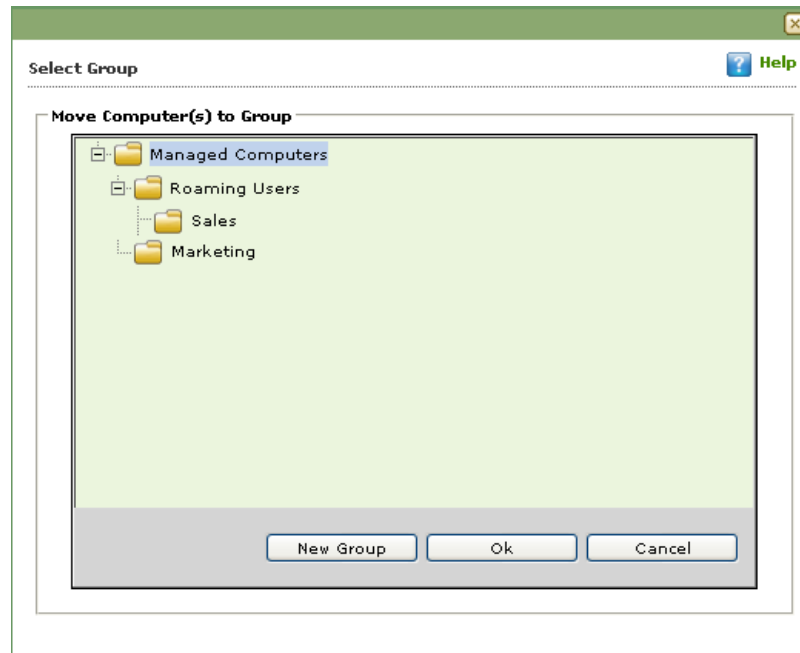 Select Group
? Help
Move Computer(s) to Group
Managed Computers
Roaming Users
Sales
Marketing
New Group Ok Cancel